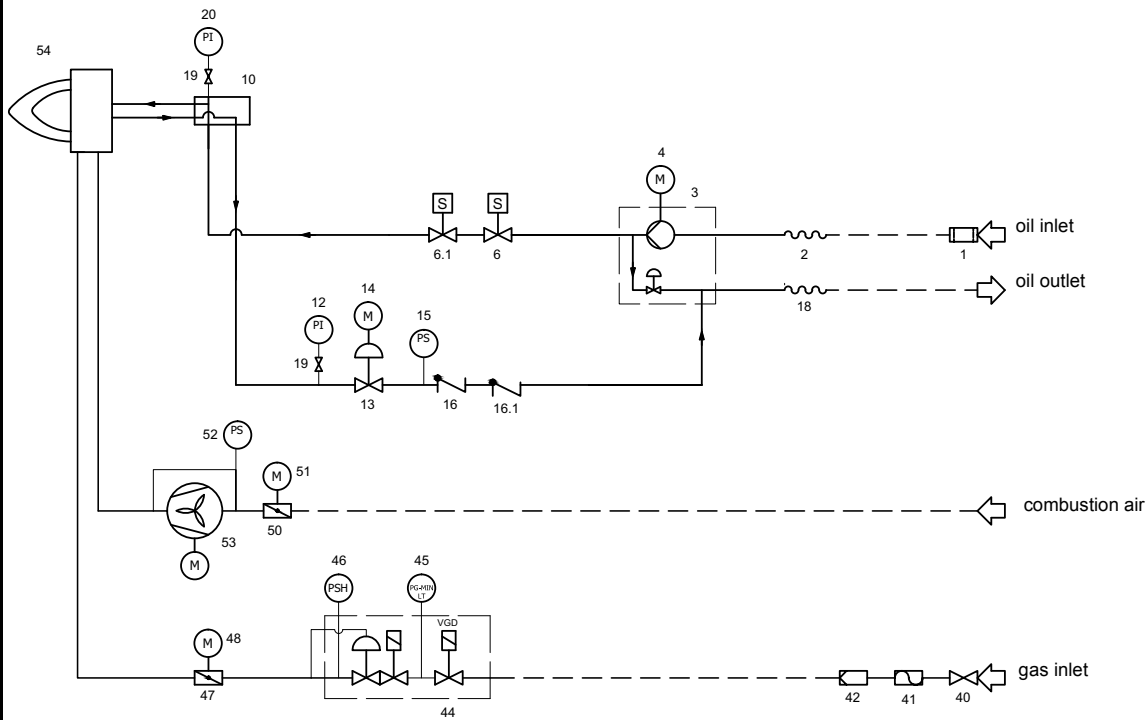 20
PI
54
19
10
4
M
3
S
S
oil inlet
6.1
6
2
1
oil outlet
14
12
M
15
PI
PS
18
19
13
16
16.1
52
PS
51
M
combustion air
50
53
M
46
45
PSH
PG-MIN
LT
VGD
M
48
gas inlet
47
42
41
40
44